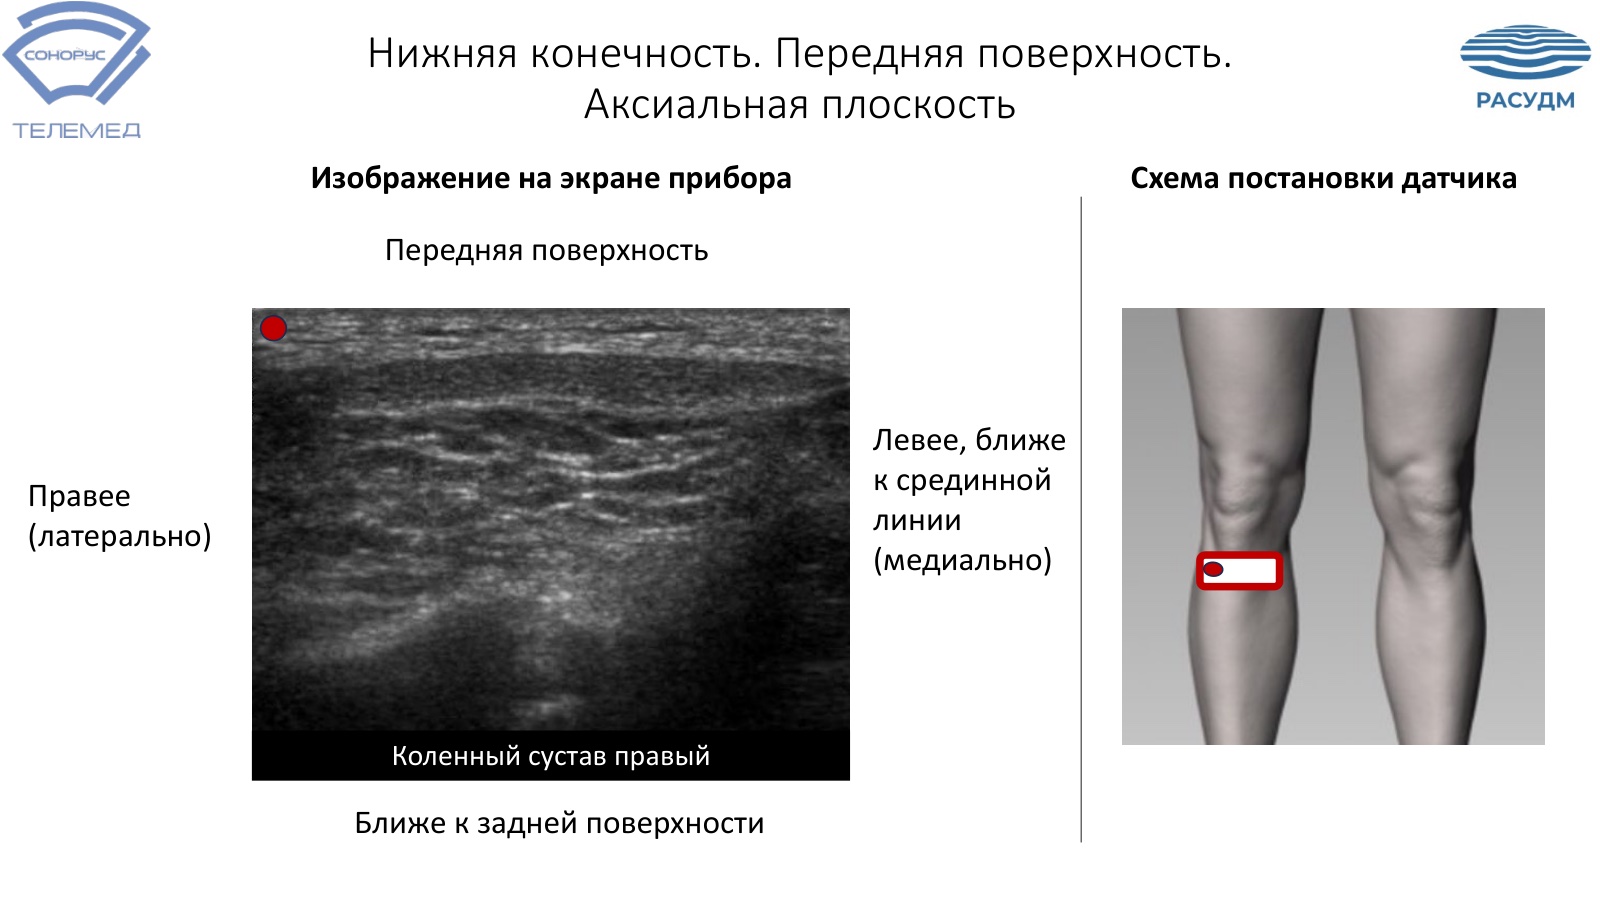 СОНОРУС
ТЕЛЕМЕД
Нижняя конечность. Передняя поверхность.
Аксиальная плоскость
РАСУДМ
Изображение на экране прибора
Схема постановки датчика
Передняя поверхность
Правее
(латерально)
Левее, ближе
к срединной
линии
(медиально)
Коленный сустав правый
Ближе к задней поверхности